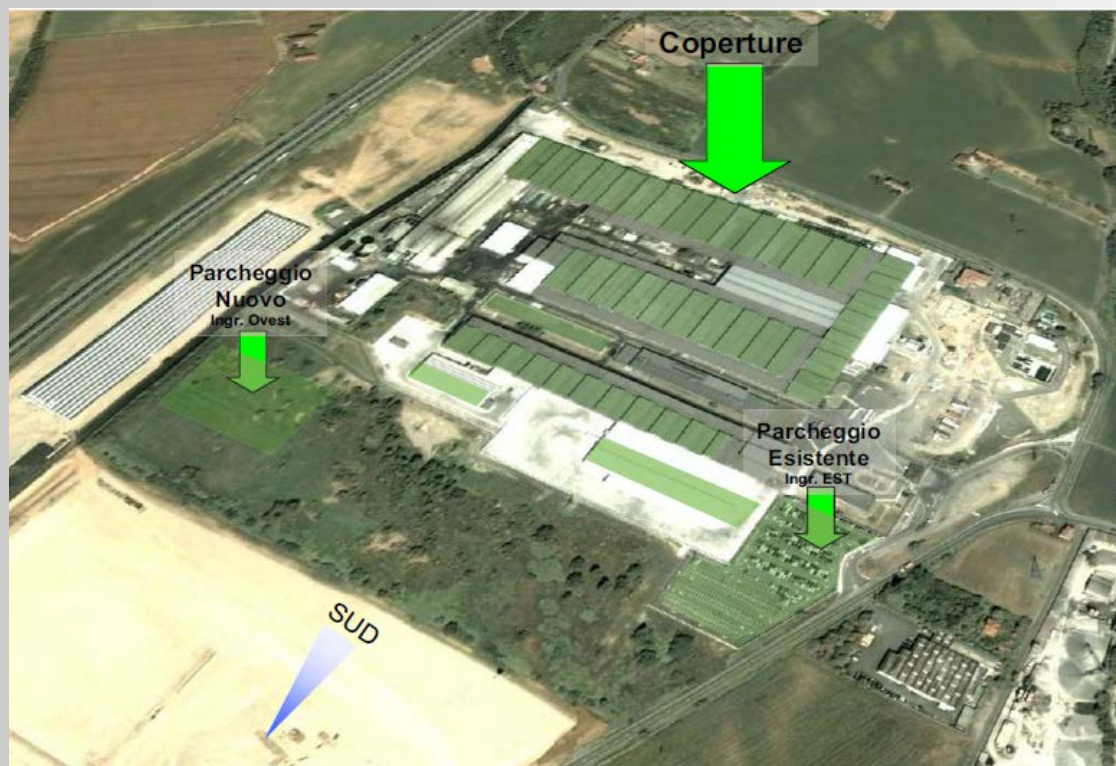 Coperture
Parcheggio
Nuovo
Ingr. Ovest
Parcheggio
Esistente
Ingr. EST
SUD